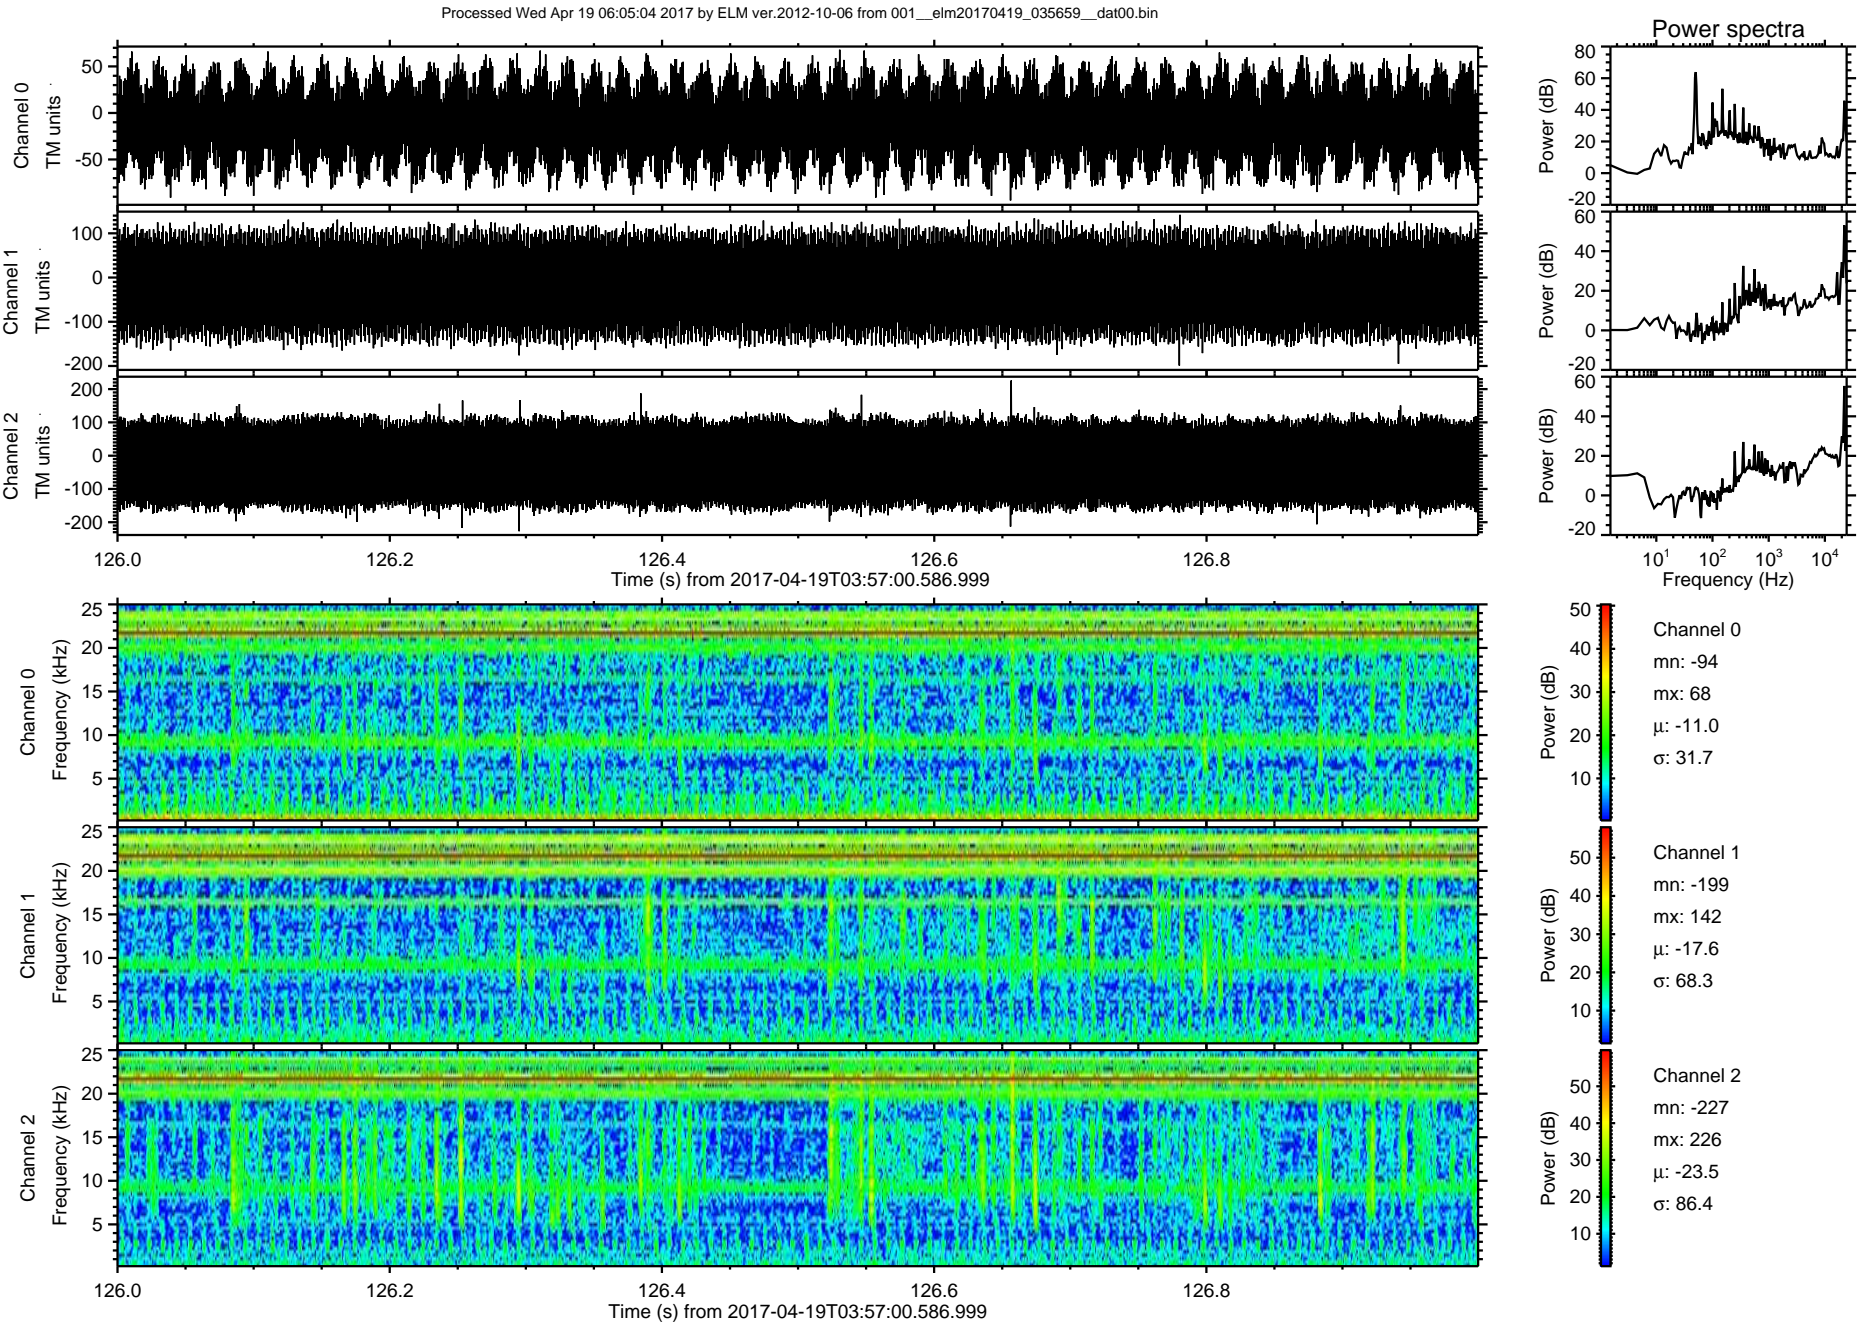 Processed Wed Apr 19 06:05:04 2017 by ELM ver.2012-10-06 from 001__elm20170419_035659__dat00.bin
Power spectra
Channel 0
TM units
50
0
-50
Power (dB)
80
60
40
20
0
-20
Channel 1
TM units
100
0
-100
-200
Power (dB)
60
40
20
0
-20
Channel 2
TM units
200
100
0
-100
-200
Power (dB)
60
40
20
0
-20
126.0 126.2 126.4 126.6 126.8
Time (s) from 2017-04-19T03:57:00.586.999
10^1 10^2 10^3 10^4
Frequency (Hz)
Channel 0
Frequency (kHz)
25
20
15
10
5
Power (dB)
50
40
30
20
10
Channel 0
mn: -94
mx: 68
µ: -11.0
σ: 31.7
Channel 1
Frequency (kHz)
25
20
15
10
5
Power (dB)
50
40
30
20
10
Channel 1
mn: -199
mx: 142
µ: -17.6
σ: 68.3
Channel 2
Frequency (kHz)
25
20
15
10
5
Power (dB)
50
40
30
20
10
Channel 2
mn: -227
mx: 226
µ: -23.5
σ: 86.4
126.0 126.2 126.4 126.6 126.8
Time (s) from 2017-04-19T03:57:00.586.999